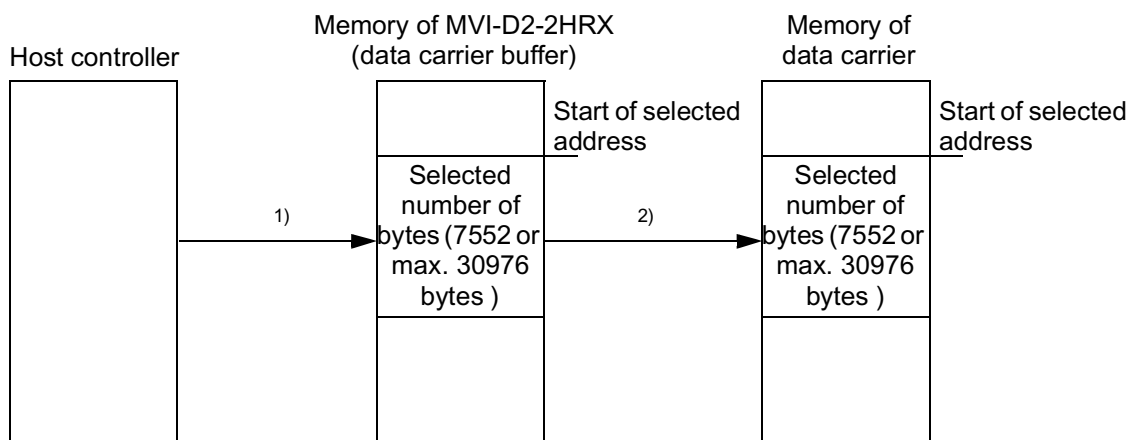 Host controller
Memory of MVI-D2-2HRX
(data carrier buffer)
Memory of
data carrier
Start of selected
address
Start of selected
address
1)
Selected
number of
bytes (7552 or
max. 30976
bytes )
2)
Selected
number of
bytes (7552 or
max. 30976
bytes )